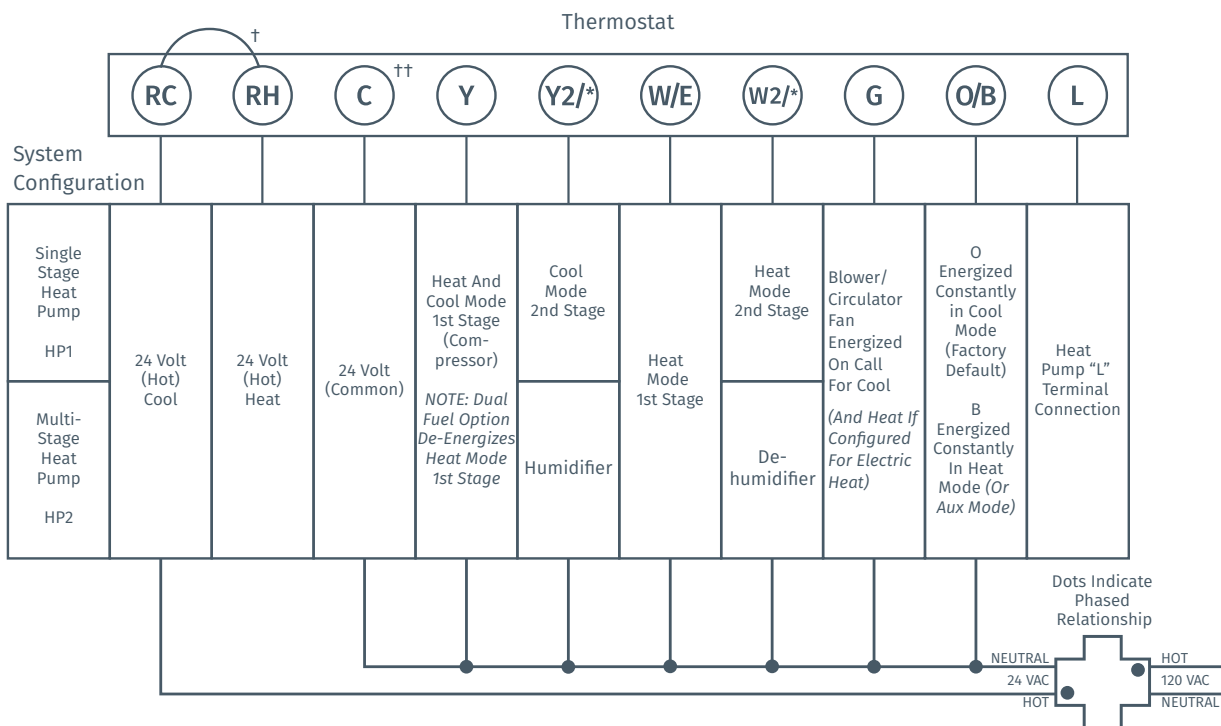 Thermostat
†
††
RC
RH
C
Y
Y2/*
W/E
W2/*
G
O/B
L
System
Configuration
Single
Stage
Heat
Pump
HP1
Multi-
Stage
Heat
Pump
HP2
24 Volt
(Hot)
Cool
24 Volt
(Hot)
Heat
24 Volt
(Common)
Heat And
Cool Mode
1st Stage
(Com-
pressor)
NOTE: Dual
Fuel Option
De-Energizes
Heat Mode
1st Stage
Cool
Mode
2nd Stage
Humidifier
Heat
Mode
1st Stage
Heat
Mode
2nd Stage
De-
humidifier
Blower/
Circulator
Fan
Energized
On Call
For Cool
(And Heat If
Configured
For Electric
Heat)
O
Energized
Constantly
in Cool
Mode
(Factory
Default)
B
Energized
Constantly
In Heat
Mode (Or
Aux Mode)
Heat
Pump “L”
Terminal
Connection
Dots Indicate
Phased
Relationship
NEUTRAL
24 VAC
HOT
HOT
120 VAC
NEUTRAL